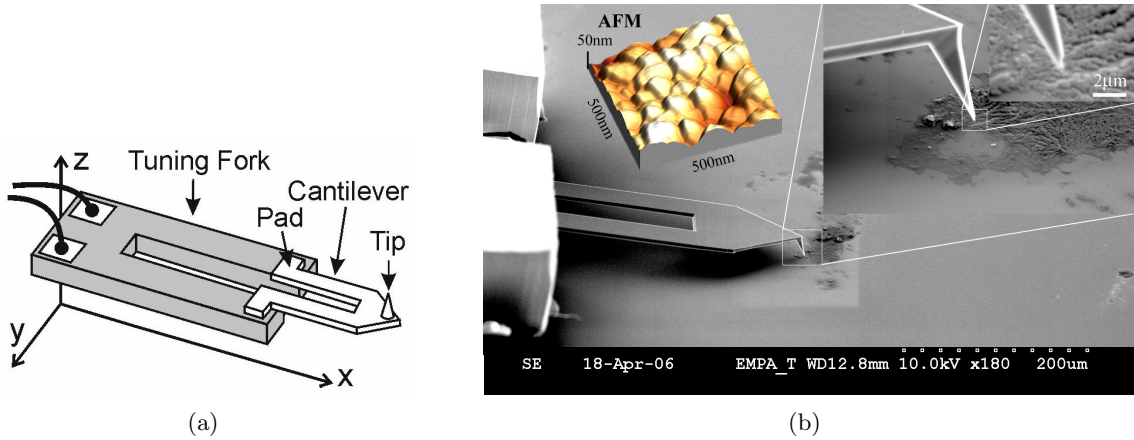 z
Tuning Fork
Cantilever
Pad
Tip
y
x
(a)
AFM
50nm
500nm
500nm
2µm
SE 18-Apr-06 EMPA_T WD12.8mm 10.0kV x180 200um
(b)